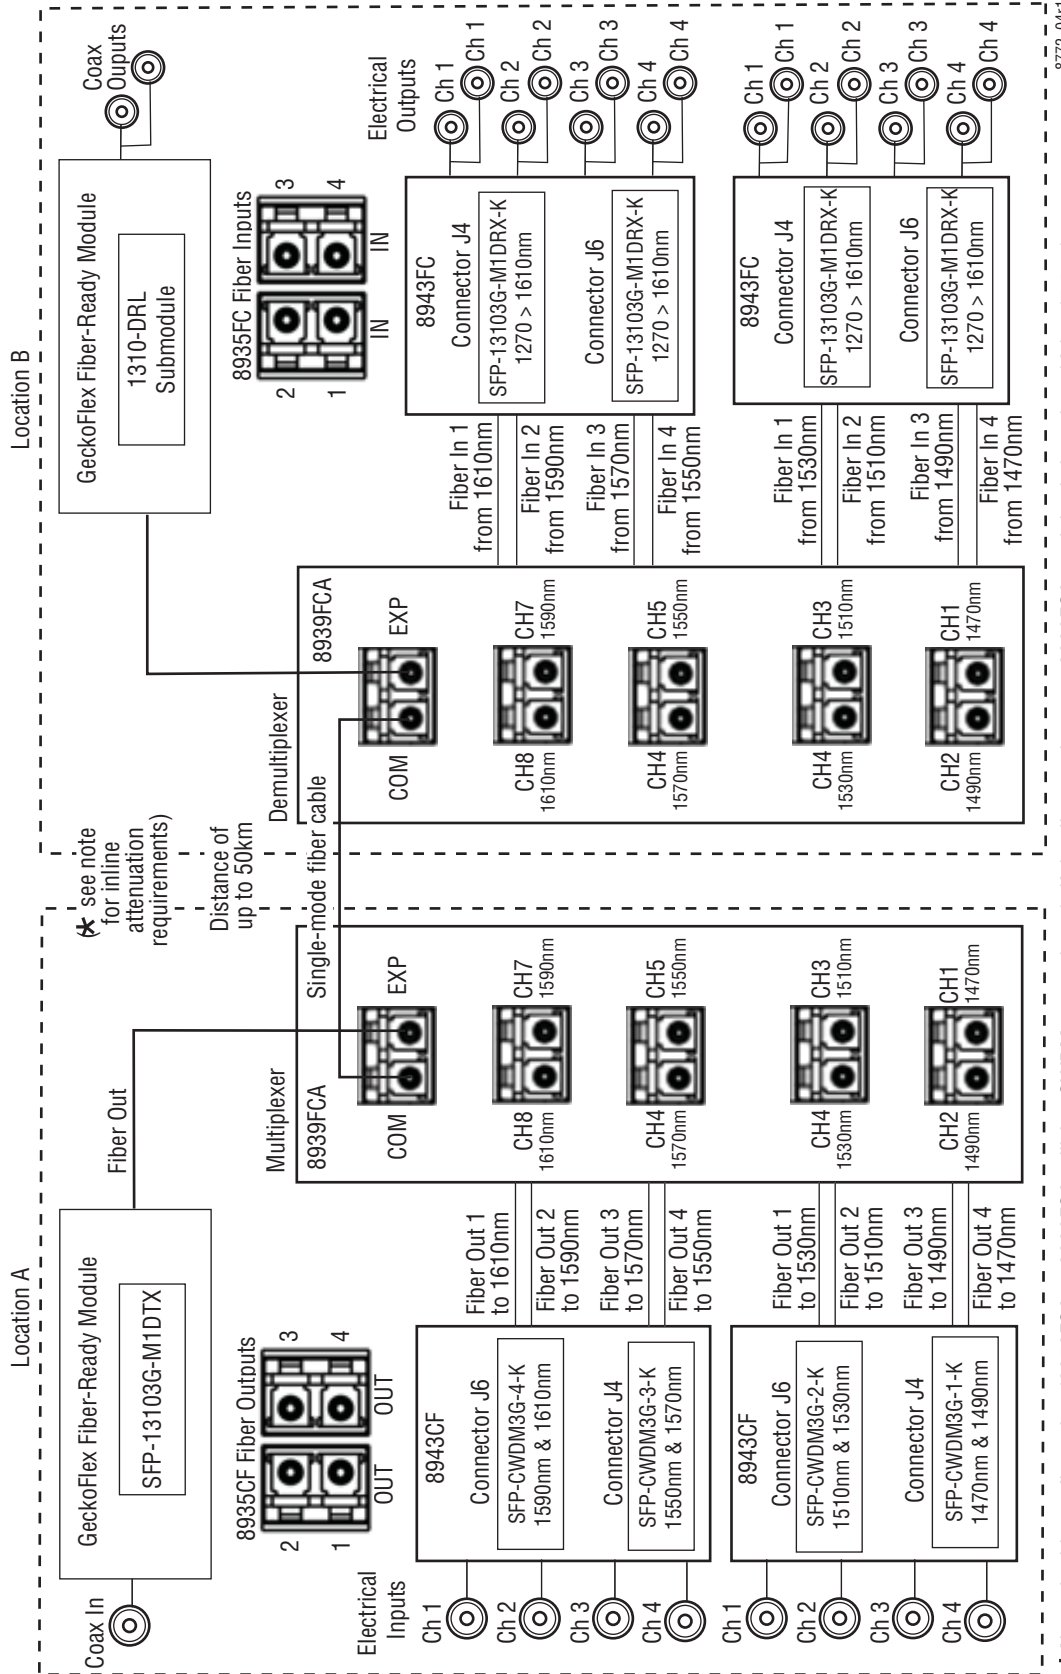 Location A
Location B
GeckoFlex Fiber-Ready Module
SFP-13103G-M1DTX
Coax In
Fiber Out
(* see note
for inline
attenuation
requirements)
Distance of
up to 50km
GeckoFlex Fiber-Ready Module
1310-DRL
Submodule
Coax
Ouputs
8935CF Fiber Outputs
2
3
1
4
OUT
OUT
8935FC Fiber Inputs
2
3
1
4
IN
IN
Multiplexer
8939FCA
COM
EXP
Single-mode fiber cable
CH8
1610nm
CH7
1590nm
CH4
1570nm
CH5
1550nm
CH4
1530nm
CH3
1510nm
CH2
1490nm
CH1
1470nm
Demultiplexer
8939FCA
COM
EXP
CH8
1610nm
CH7
1590nm
CH4
1570nm
CH5
1550nm
CH4
1530nm
CH3
1510nm
CH2
1490nm
CH1
1470nm
Electrical
Inputs
Ch 1
Ch 2
Ch 3
Ch 4
8943CF
Connector J6
SFP-CWDM3G-4-K
1590nm & 1610nm
Connector J4
SFP-CWDM3G-3-K
1550nm & 1570nm
Fiber Out 1
to 1610nm
Fiber Out 2
to 1590nm
Fiber Out 3
to 1570nm
Fiber Out 4
to 1550nm
Ch 1
Ch 2
Ch 3
Ch 4
8943CF
Connector J6
SFP-CWDM3G-2-K
1510nm & 1530nm
Connector J4
SFP-CWDM3G-1-K
1470nm & 1490nm
Fiber Out 1
to 1530nm
Fiber Out 2
to 1510nm
Fiber Out 3
to 1490nm
Fiber Out 4
to 1470nm
Fiber In 1
from 1610nm
Fiber In 2
from 1590nm
Fiber In 3
from 1570nm
Fiber In 4
from 1550nm
8943FC
Connector J4
SFP-13103G-M1DRX-K
1270 > 1610nm
Connector J6
SFP-13103G-M1DRX-K
1270 > 1610nm
Electrical
Outputs
Ch 1
Ch 1
Ch 2
Ch 2
Ch 3
Ch 3
Ch 4
Ch 4
Fiber In 1
from 1530nm
Fiber In 2
from 1510nm
Fiber In 3
from 1490nm
Fiber In 4
from 1470nm
8943FC
Connector J4
SFP-13103G-M1DRX-K
1270 > 1610nm
Connector J6
SFP-13103G-M1DRX-K
1270 > 1610nm
Ch 1
Ch 1
Ch 2
Ch 2
Ch 3
Ch 3
Ch 4
Ch 4